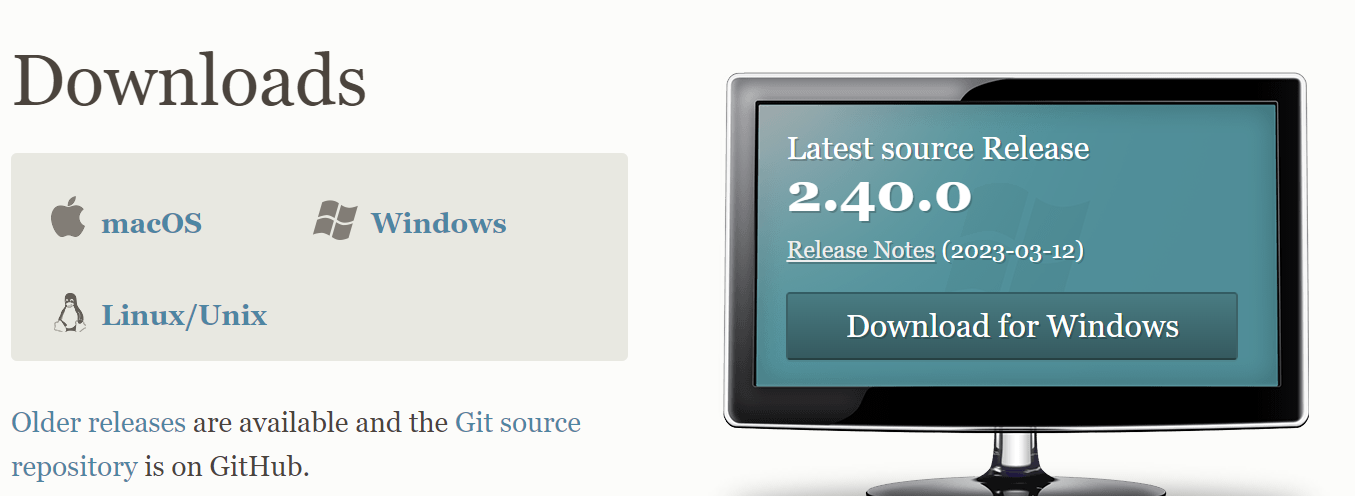 Downloads
macOS
Windows
Linux/Unix
Older releases are available and the Git source
repository is on GitHub.
Latest source Release
2.40.0
Release Notes (2023-03-12)
Download for Windows